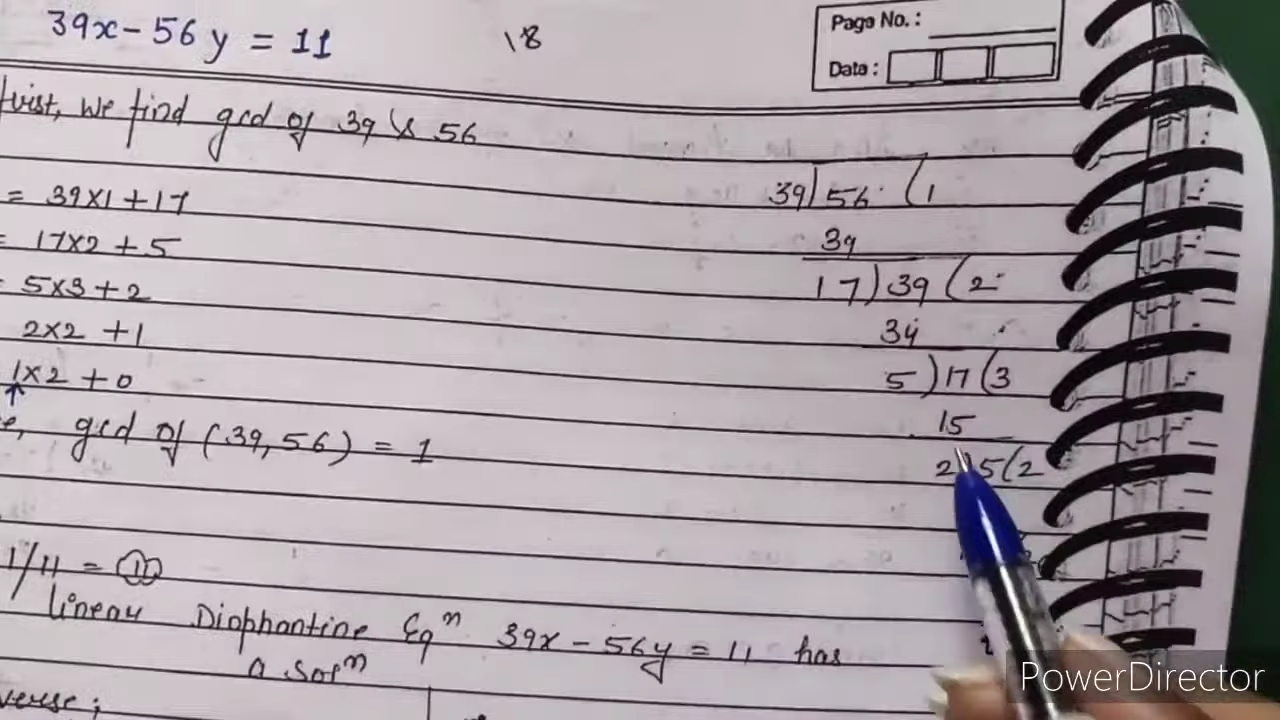 39x - 56y = 11 18
Page No.:
Date:
first, we find gcd of 39 & 56
= 39×1 + 17
= 17×2 + 5
= 5×3 + 2
2×2 + 1
1×2 + 0
gcd of (39, 56) = 1
39) 56 (1
39
17) 39 (2
34
5) 17 (3
15
2) 5 (2
1/11 = 11
linear Diophantine Eqn 39x - 56y = 11 has
a soln
verse;
PowerDirector